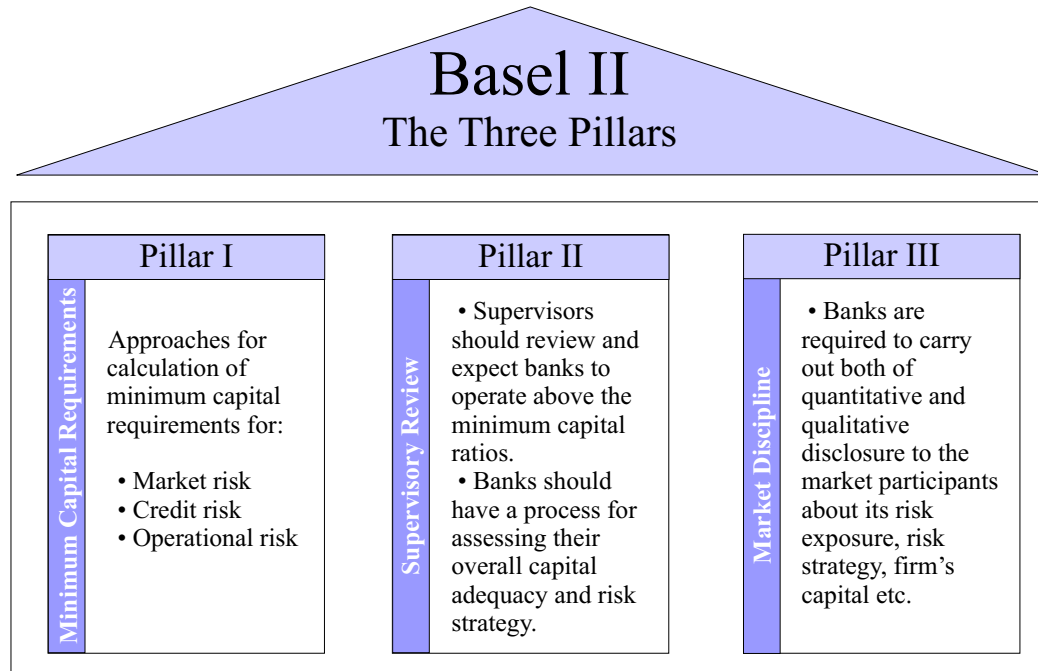 Basel II
The Three Pillars
Pillar I
Minimum Capital Requirements
Approaches for
calculation of
minimum capital
requirements for:
• Market risk
• Credit risk
• Operational risk
Pillar II
Supervisory Review
• Supervisors
should review and
expect banks to
operate above the
minimum capital
ratios.
• Banks should
have a process for
assessing their
overall capital
adequacy and risk
strategy.
Pillar III
Market Discipline
• Banks are
required to carry
out both of
quantitative and
qualitative
disclosure to the
market participants
about its risk
exposure, risk
strategy, firm’s
capital etc.